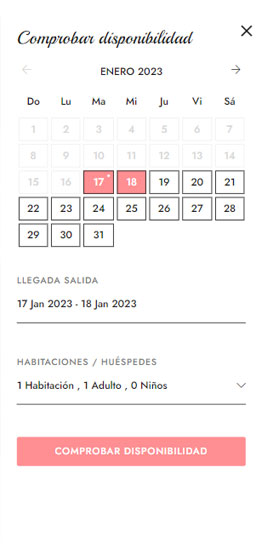 Comprobar disponibilidad
ENERO 2023
Do Lu Ma Mi Ju Vi Sá
1 2 3 4 5 6 7
8 9 10 11 12 13 14
15 16 17 18 19 20 21
22 23 24 25 26 27 28
29 30 31
LLEGADA SALIDA
17 Jan 2023 - 18 Jan 2023
HABITACIONES / HUÉSPEDES
1 Habitación , 1 Adulto , 0 Niños
COMPROBAR DISPONIBILIDAD